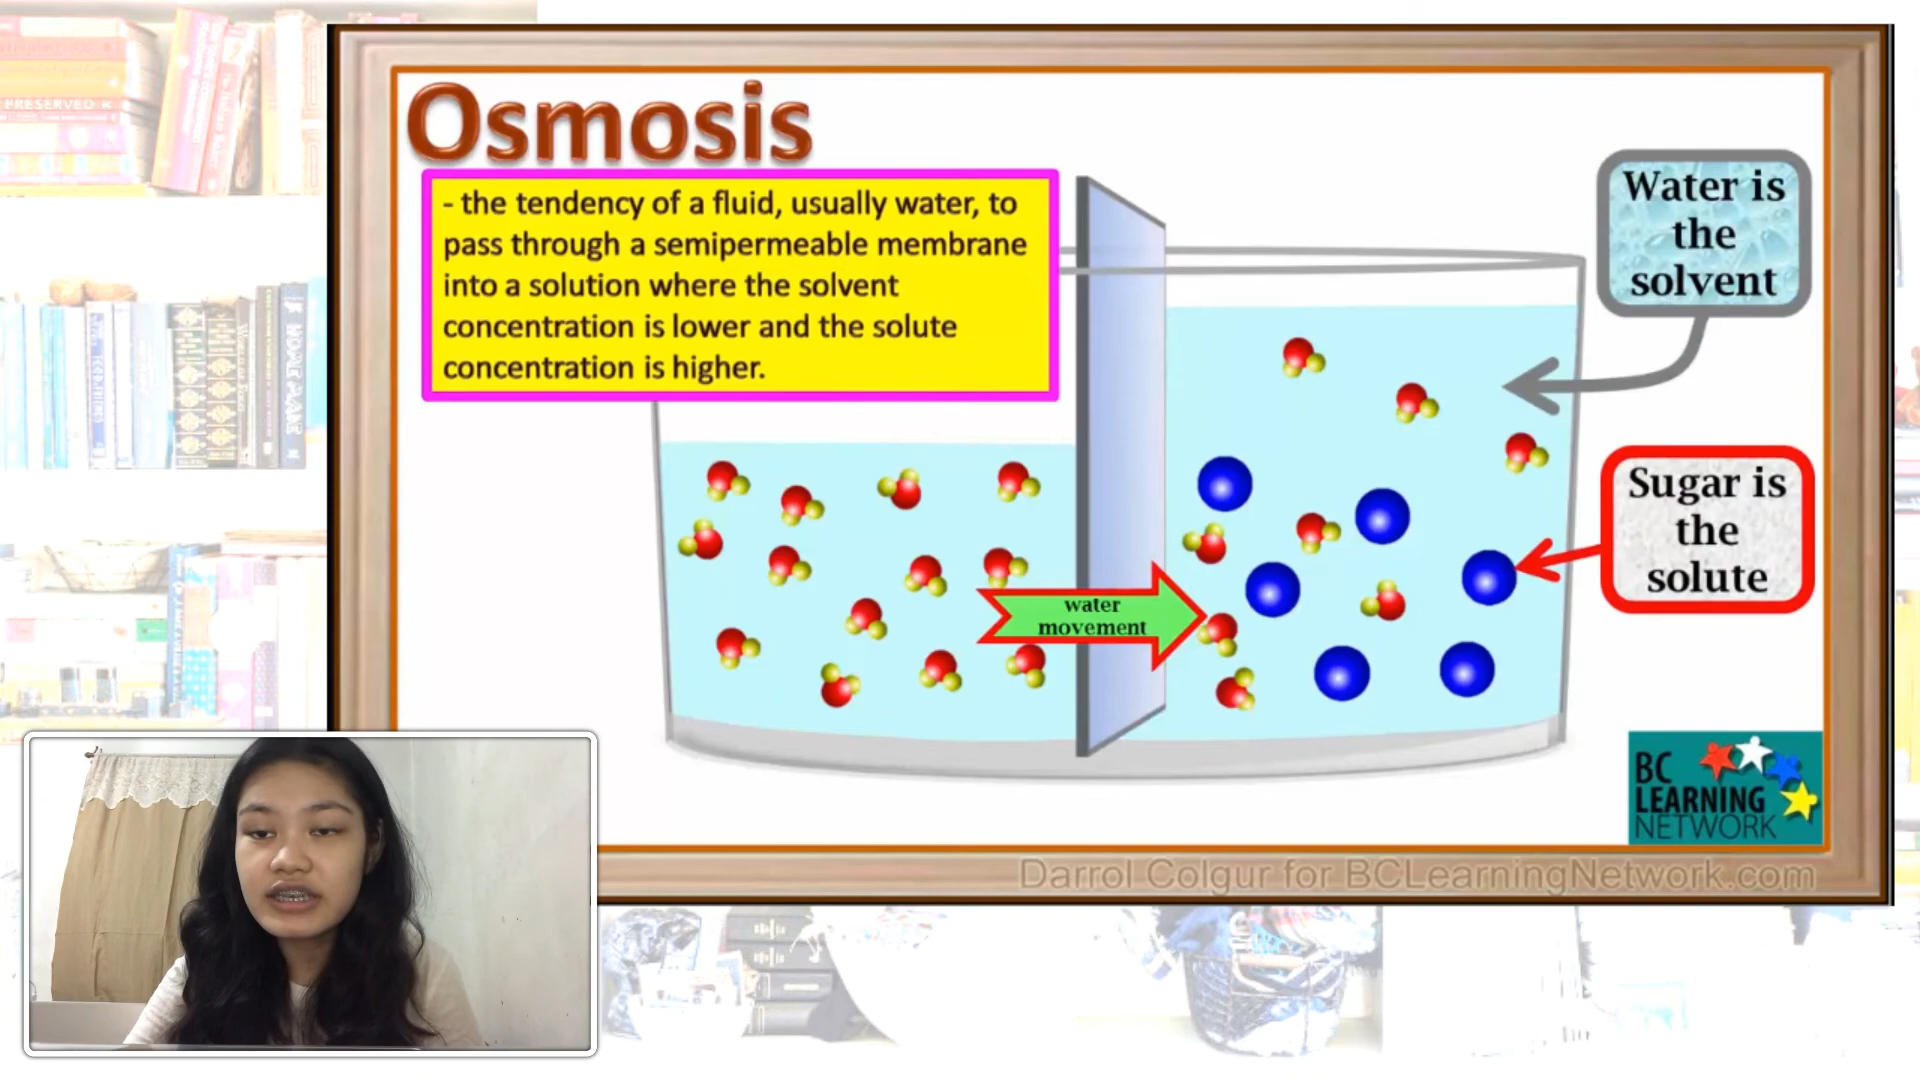 Osmosis
- the tendency of a fluid, usually water, to
pass through a semipermeable membrane
into a solution where the solvent
concentration is lower and the solute
concentration is higher.
Water is
the
solvent
Sugar is
the
solute
water
movement
BC
LEARNING
NETWORK
Darrol Colgur for BCLearningNetwork.com
PRESERVED